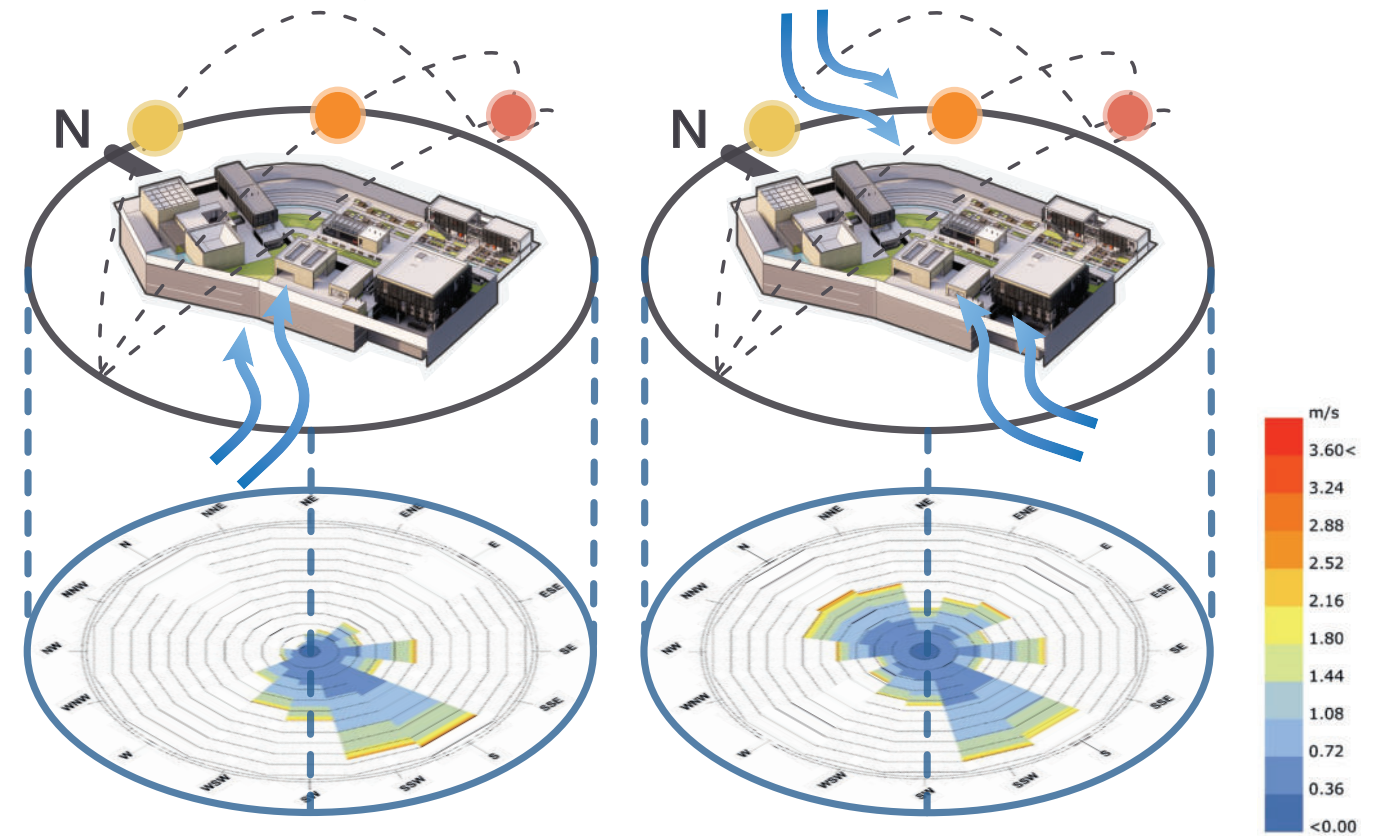 N
N
NE
NNE
ENE
N
E
NNW
ESE
NW
SE
WNW
SSE
W
S
WSW
SSW
SW
NE
NNE
ENE
N
E
NNW
ESE
NW
SE
WNW
SSE
W
S
WSW
SSW
SW
m/s
3.60<
3.24
2.88
2.52
2.16
1.80
1.44
1.08
0.72
0.36
<0.00